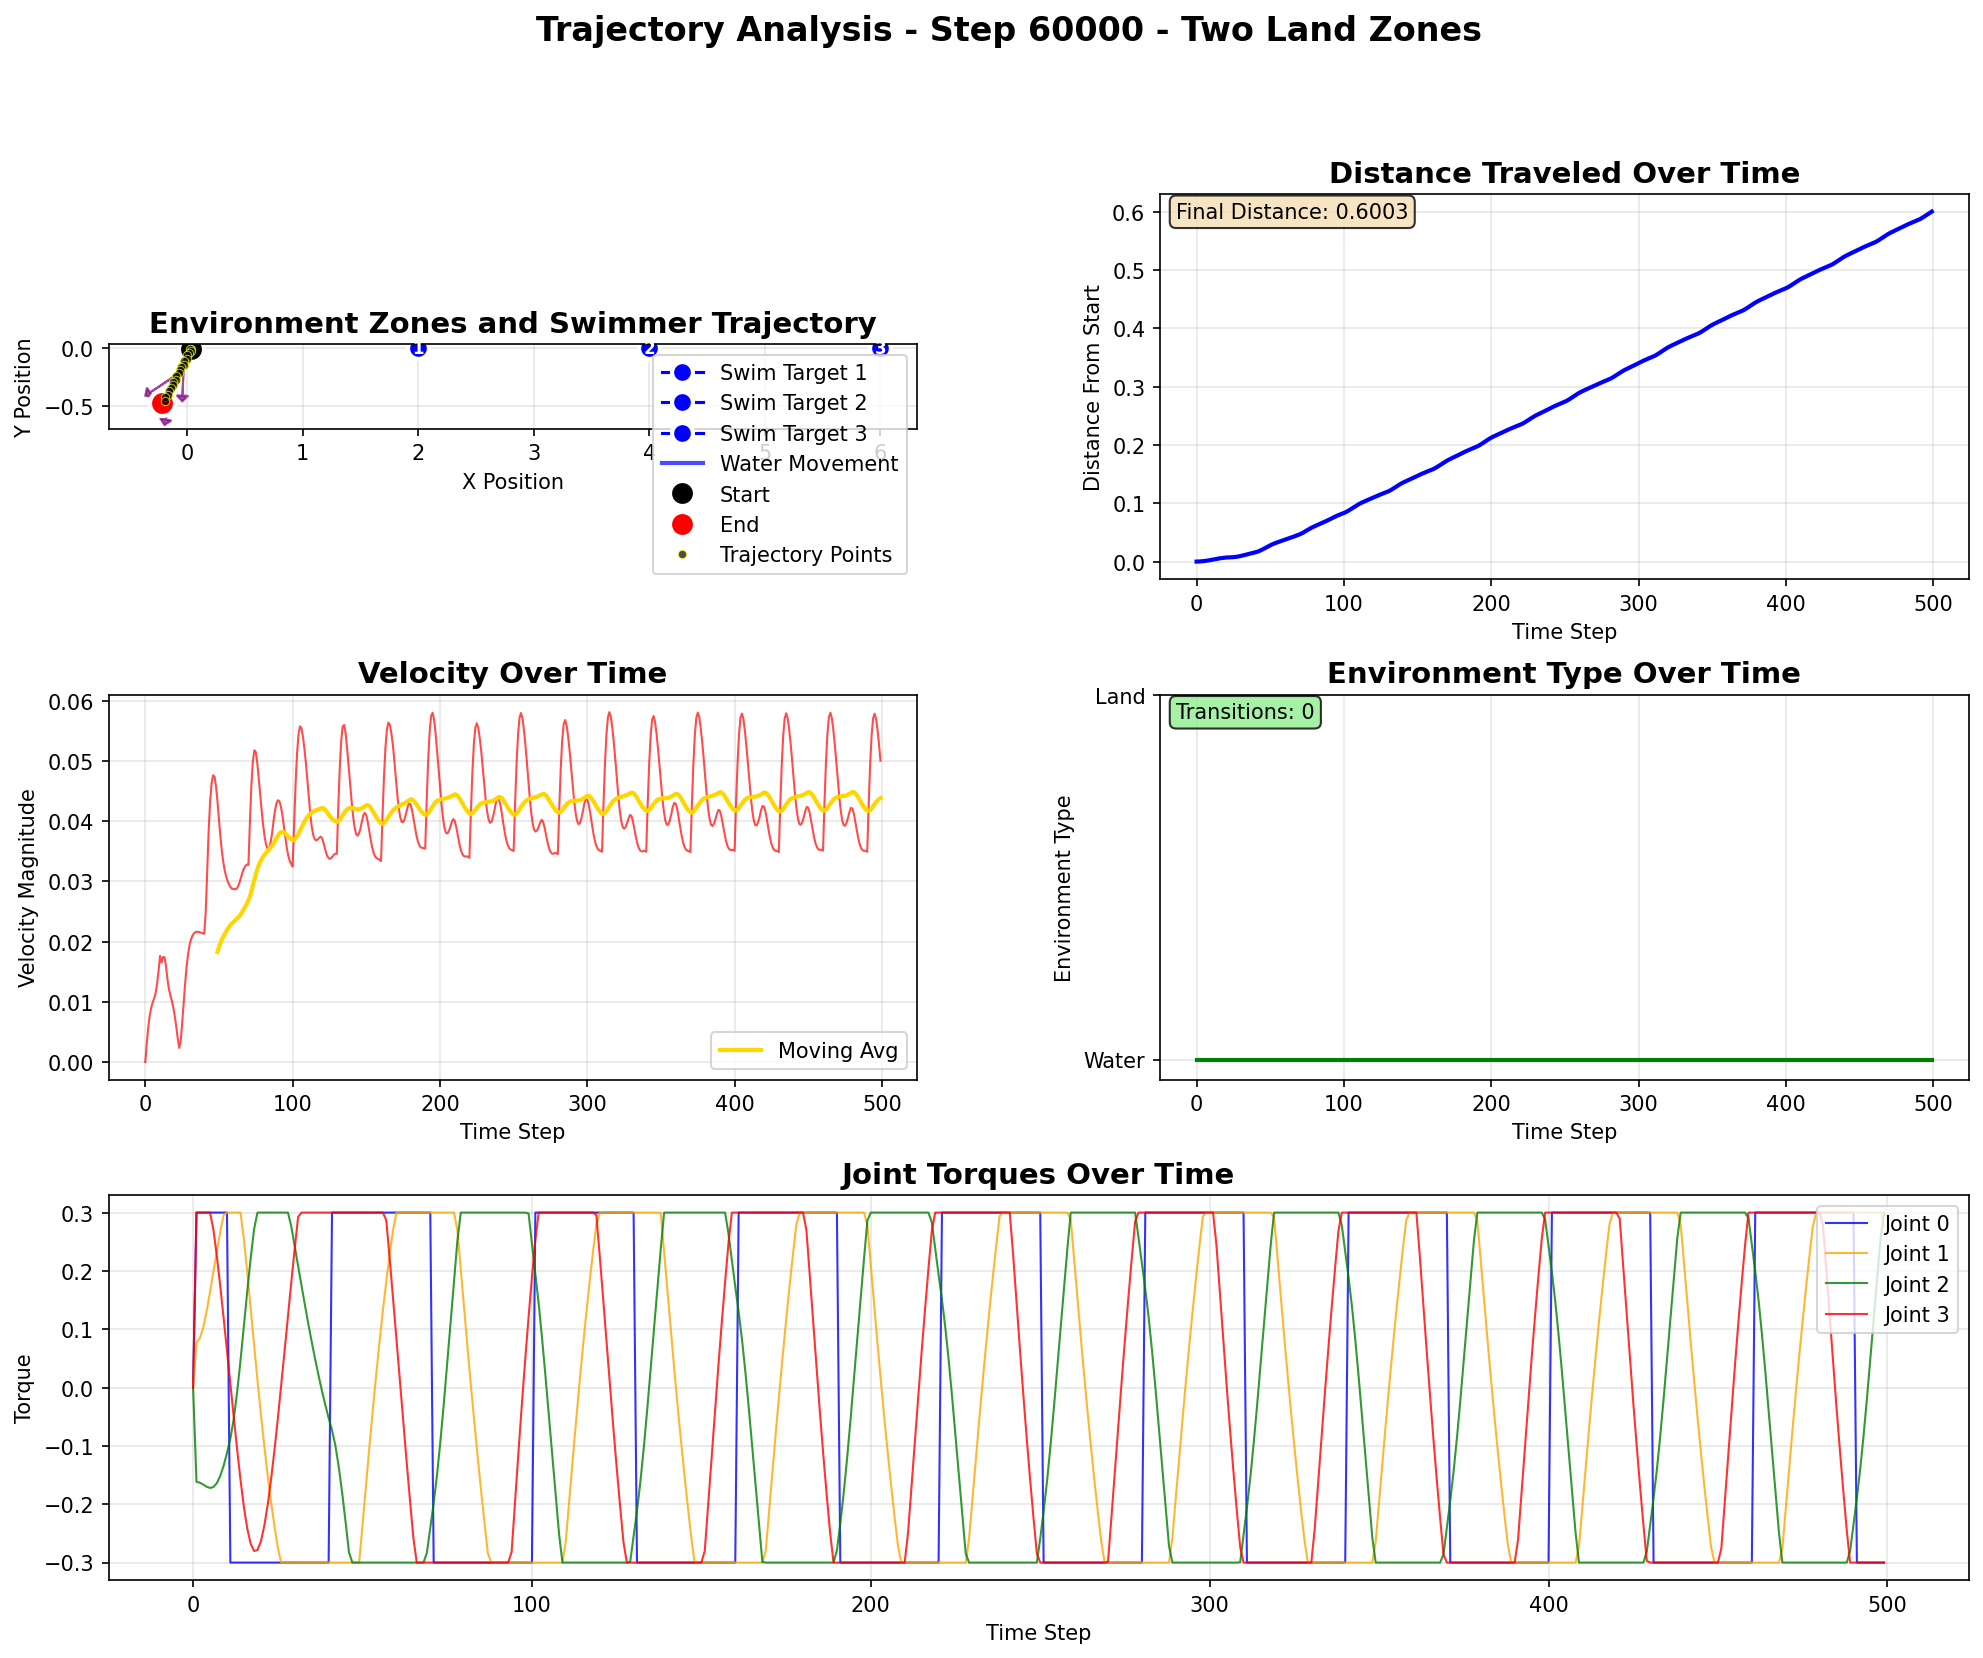 Trajectory Analysis - Step 60000 - Two Land Zones
Environment Zones and Swimmer Trajectory
0.0
−0.5
Y Position
1
2
3
0
1
2
3
4
5
6
X Position
Swim Target 1
Swim Target 2
Swim Target 3
Water Movement
Start
End
Trajectory Points
Distance Traveled Over Time
Final Distance: 0.6003
0.6
0.5
0.4
0.3
0.2
0.1
0.0
Distance From Start
0
100
200
300
400
500
Time Step
Velocity Over Time
0.06
0.05
0.04
0.03
0.02
0.01
0.00
Velocity Magnitude
Moving Avg
0
100
200
300
400
500
Time Step
Environment Type Over Time
Land
Transitions: 0
Water
Environment Type
0
100
200
300
400
500
Time Step
Joint Torques Over Time
0.3
0.2
0.1
0.0
−0.1
−0.2
−0.3
Torque
Joint 0
Joint 1
Joint 2
Joint 3
0
100
200
300
400
500
Time Step